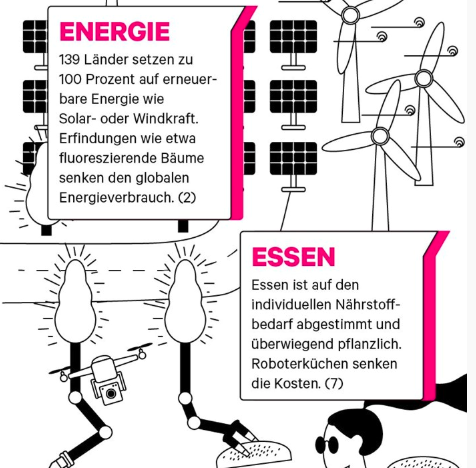 ENERGIE
139 Länder setzen zu
100 Prozent auf erneuer-
bare Energie wie
Solar- oder Windkraft.
Erfindungen wie etwa
fluoreszierende Bäume
senken den globalen
Energieverbrauch. (2)
ESSEN
Essen ist auf den
individuellen Nährstoff-
bedarf abgestimmt und
überwiegend pflanzlich.
Roboterküchen senken
die Kosten. (7)